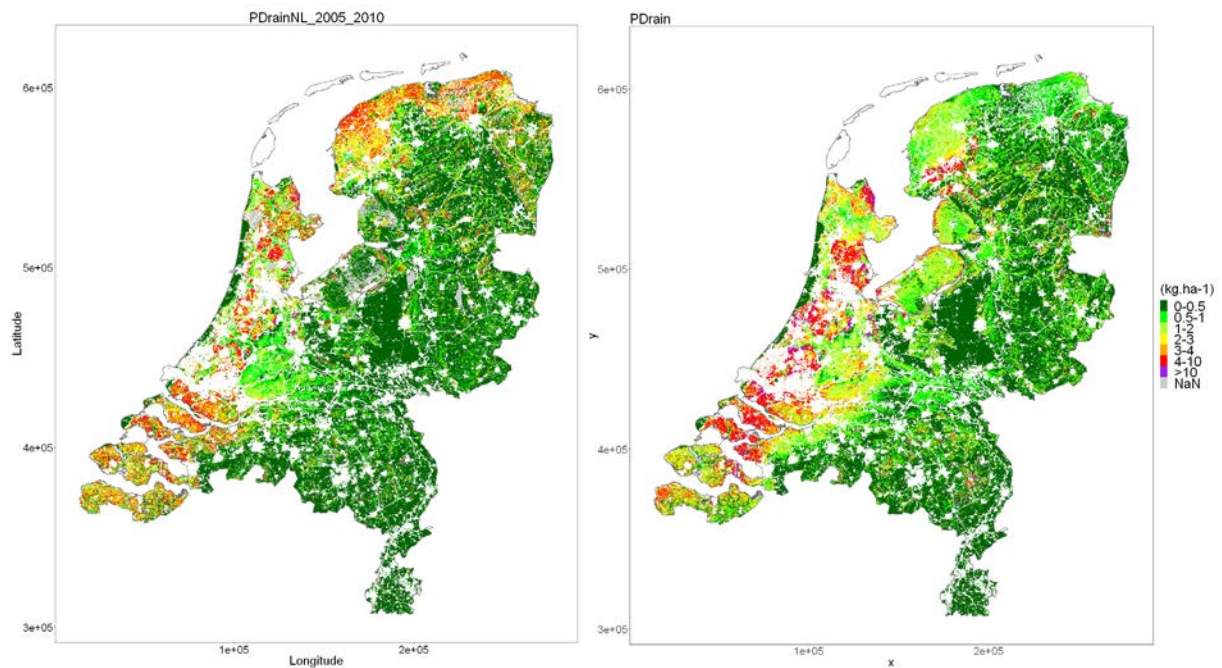 PDrainNL_2005_2010
6e+05
5e+05
4e+05
3e+05
Latitude
1e+05
2e+05
Longitude
PDrain
6e+05
5e+05
4e+05
3e+05
y
1e+05
2e+05
x
(kg.ha-1)
0-0.5
0.5-1
1-2
2-3
3-4
4-10
>10
NaN